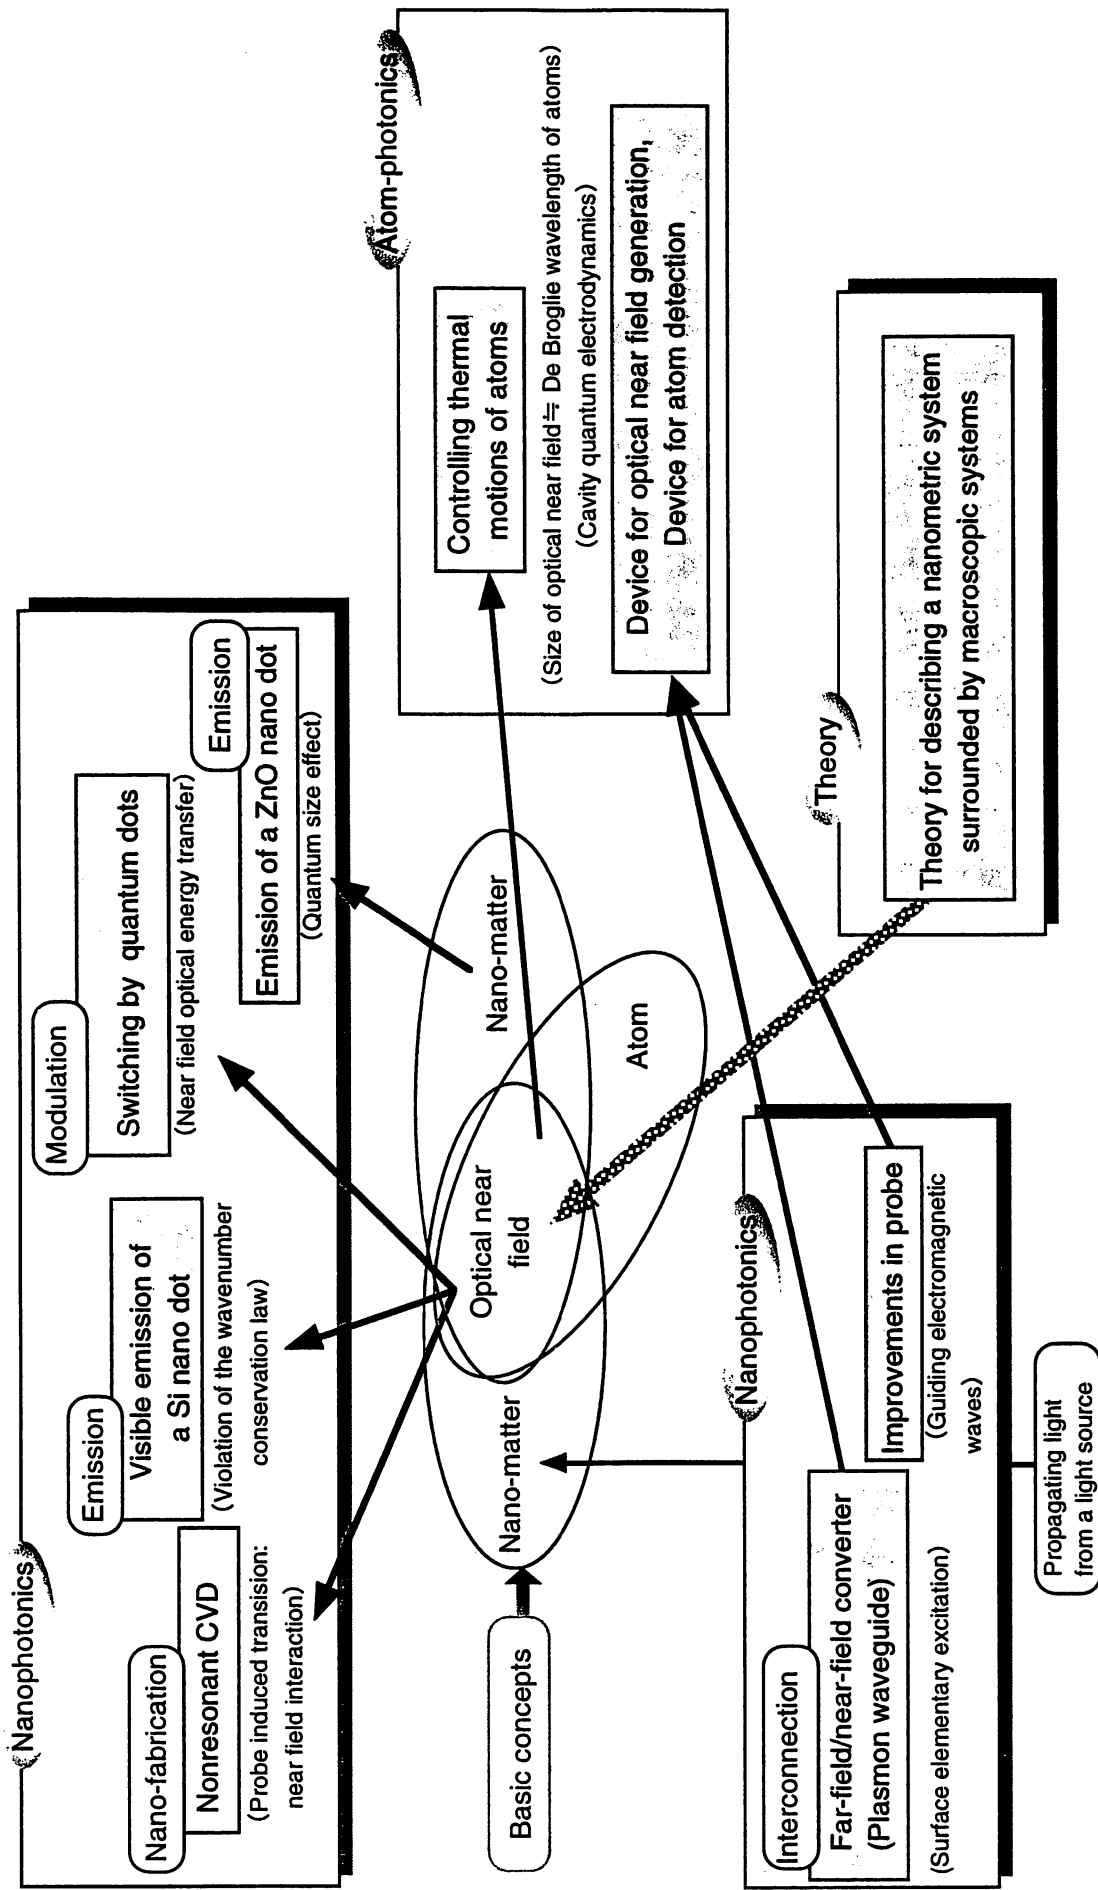 Nanophotonics
Nano-fabrication
Nonresonant CVD
(Probe induced transision:
near field interaction)
Emission
Visible emission of
a Si nano dot
(Violation of the wavenumber
conservation law)
Modulation
Switching by quantum dots
(Near field optical energy transfer)
Emission
Emission of a ZnO nano dot
(Quantum size effect)
Basic concepts
Nano-matter
Optical near
field
Nano-matter
Atom
Atom-photonics
Controlling thermal
motions of atoms
(Size of optical near field≒ De Broglie wavelength of atoms)
(Cavity quantum electrodynamics)
Device for optical near field generation,
Device for atom detection
Nanophotonics
Interconnection
Far-field/near-field converter
(Plasmon waveguide)
(Surface elementary excitation)
Improvements in probe
(Guiding electromagnetic
waves)
Propagating light
from a light source
Theory
Theory for describing a nanometric system
surrounded by macroscopic systems